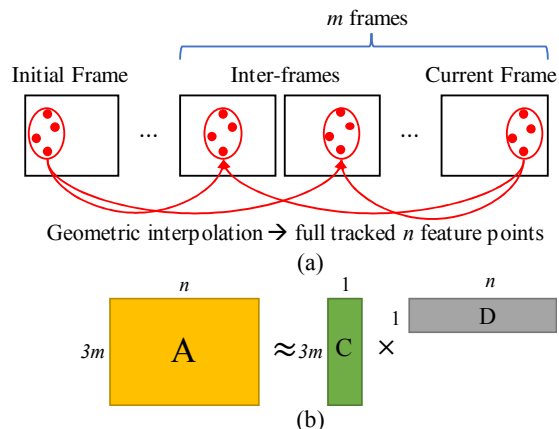 m frames
Initial Frame
Inter-frames
Current Frame
...
...
Geometric interpolation → full tracked n feature points
(a)
n
1
n
3m
A
≈
3m
C
×
1
D
(b)